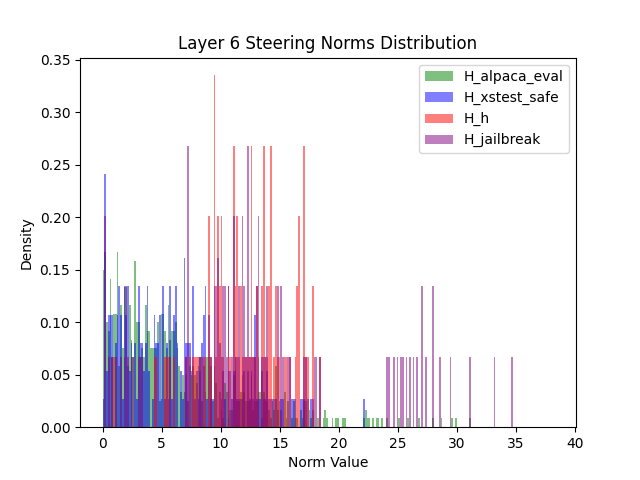 Layer 6 Steering Norms Distribution
0.35
0.30
0.25
0.20
0.15
0.10
0.05
0.00
Density
H_alpaca_eval
H_xstest_safe
H_h
H_jailbreak
0 5 10 15 20 25 30 35 40
Norm Value